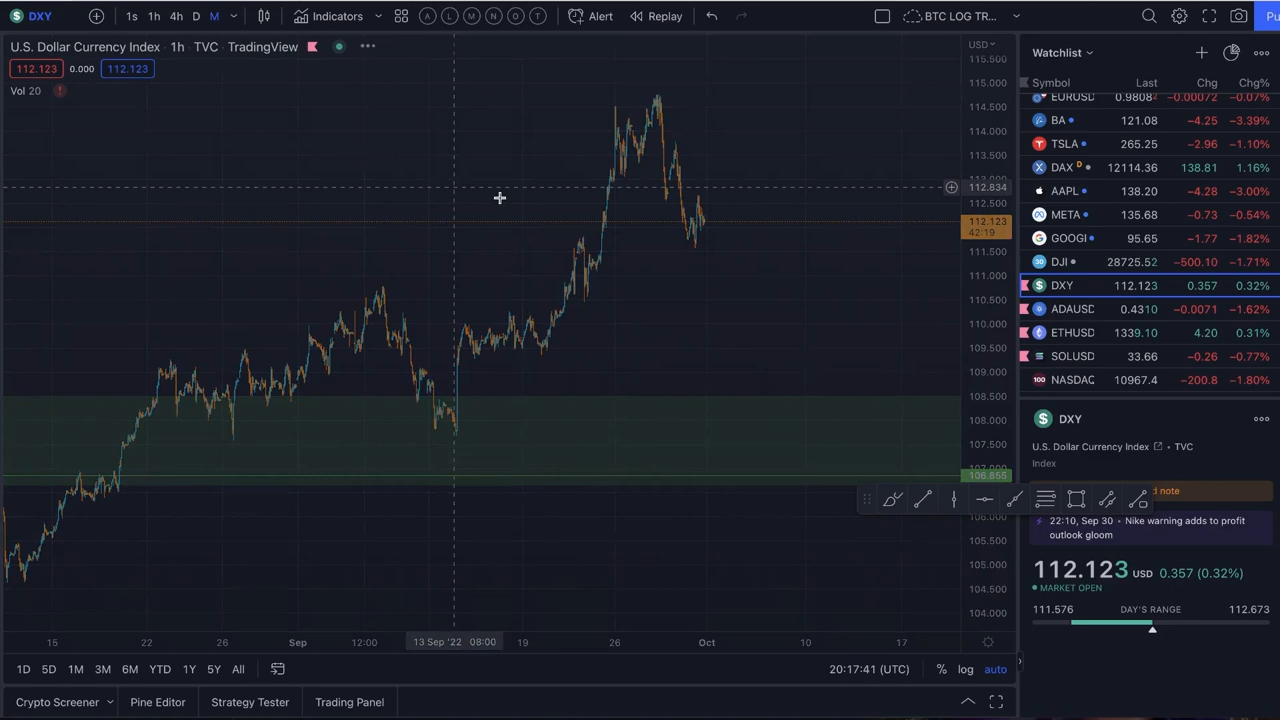 DXY 1s 1h 4h D M Indicators A L M N O T Alert Replay BTC LOG TR... Pu
U.S. Dollar Currency Index · 1h · TVC · TradingView
112.123 0.000 112.123
Vol 20
USD
115.500
115.000
114.500
114.000
113.500
113.000
112.834
112.500
112.123
42:19
111.500
111.000
110.500
110.000
109.500
109.000
108.500
108.000
107.500
107.000
106.855
106.000
105.500
105.000
104.500
104.000
15 22 26 Sep 12:00 13 Sep '22 08:00 19 26 Oct 10 17
1D 5D 1M 3M 6M YTD 1Y 5Y All 20:17:41 (UTC) % log auto
Crypto Screener Pine Editor Strategy Tester Trading Panel
Watchlist
Symbol Last Chg Chg%
EURUSD 0.9808² −0.00072 −0.07%
BA 121.08 −4.25 −3.39%
TSLA 265.25 −2.96 −1.10%
DAX D 12114.36 138.81 1.16%
AAPL 138.20 −4.28 −3.00%
META 135.68 −0.73 −0.54%
GOOGL 95.65 −1.77 −1.82%
DJI 28725.52 −500.10 −1.71%
DXY 112.123 0.357 0.32%
ADAUSD 0.4310 −0.0071 −1.62%
ETHUSD 1339.10 4.20 0.31%
SOLUSD 33.66 −0.26 −0.77%
NASDAQ 10967.4 −200.8 −1.80%
DXY
U.S. Dollar Currency Index • TVC
Index
d note
22:10, Sep 30 • Nike warning adds to profit
outlook gloom
112.123 USD 0.357 (0.32%)
MARKET OPEN
111.576 DAY'S RANGE 112.673